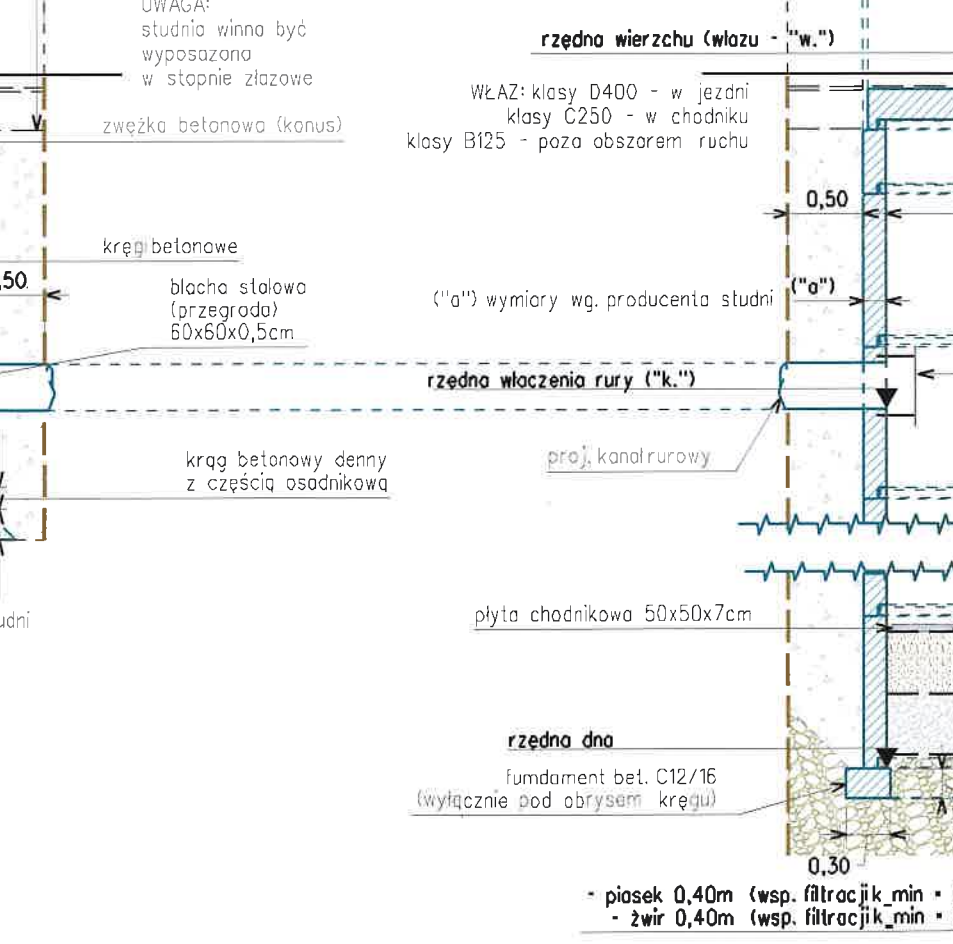 UWAGA:
studnia winna być
wyposażona
w stopnie złazowe
zwężka betonowa (konus)
kręgi betonowe
,50
blacha stalowa
(przegroda)
60x60x0,5cm
krąg betonowy denny
z częścią osadnikową
udni
rzędna wierzchu (włazu - "w.")
WŁAZ: klasy D400 - w jezdni
klasy C250 - w chodniku
klasy B125 - poza obszarem ruchu
0,50
("a")
("a") wymiary wg. producenta studni
rzędna włączenia rury ("k.")
proj. kanał rurowy
płyta chodnikowa 50x50x7cm
rzędna dna
fumdament bet. C12/16
(wyłącznie pod obrysem kręgu)
0,30
- piasek 0,40m (wsp. filtracji k_min =
- żwir 0,40m (wsp. filtracji k_min =